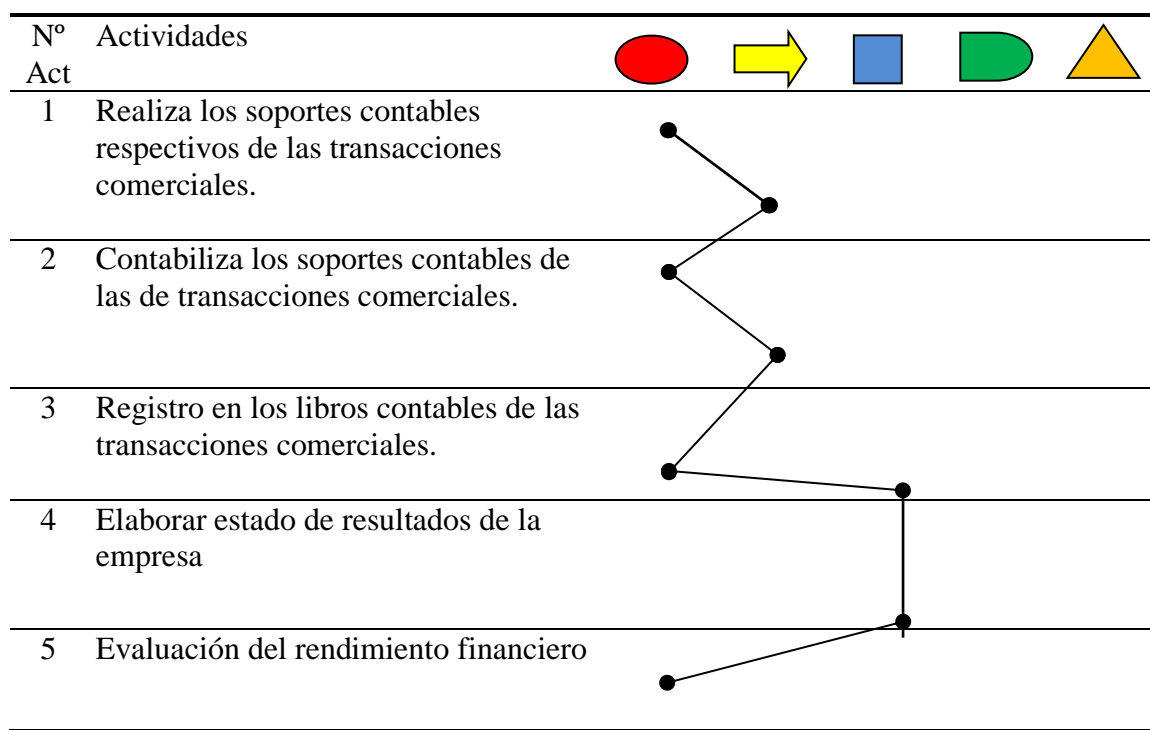 Nº Actividades
Act
1 Realiza los soportes contables
respectivos de las transacciones
comerciales.
2 Contabiliza los soportes contables de
las de transacciones comerciales.
3 Registro en los libros contables de las
transacciones comerciales.
4 Elaborar estado de resultados de la
empresa
5 Evaluación del rendimiento financiero